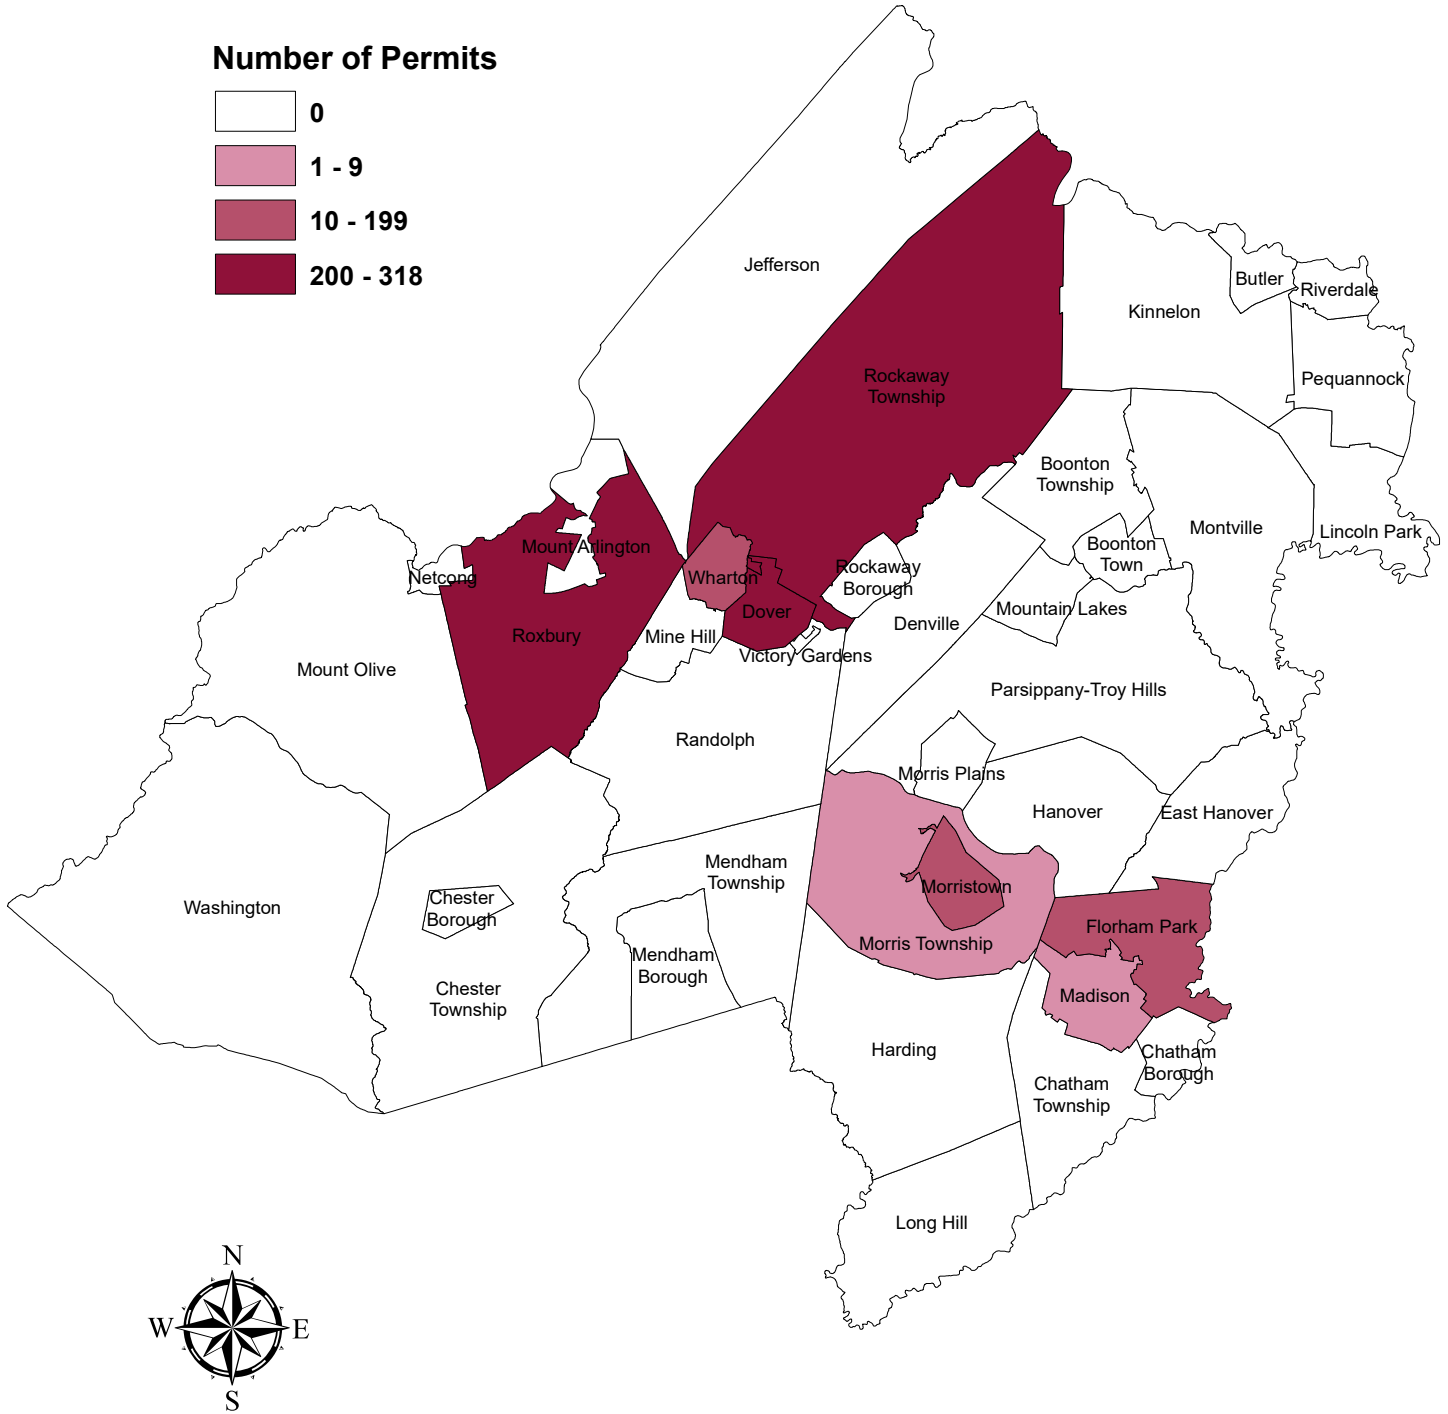 Number of Permits
0
1 - 9
10 - 199
200 - 318
Jefferson
Butler
Riverdale
Kinnelon
Pequannock
Rockaway
Township
Boonton
Township
Montville
Lincoln Park
Mount Arlington
Boonton
Town
Netcong
Wharton
Rockaway
Borough
Mountain Lakes
Dover
Denville
Roxbury
Mine Hill
Victory Gardens
Mount Olive
Parsippany-Troy Hills
Randolph
Morris Plains
Hanover
East Hanover
Mendham
Township
Morristown
Washington
Chester
Borough
Florham Park
Morris Township
Mendham
Borough
Chester
Township
Madison
Harding
Chatham
Borough
Chatham
Township
Long Hill
N
W
E
S